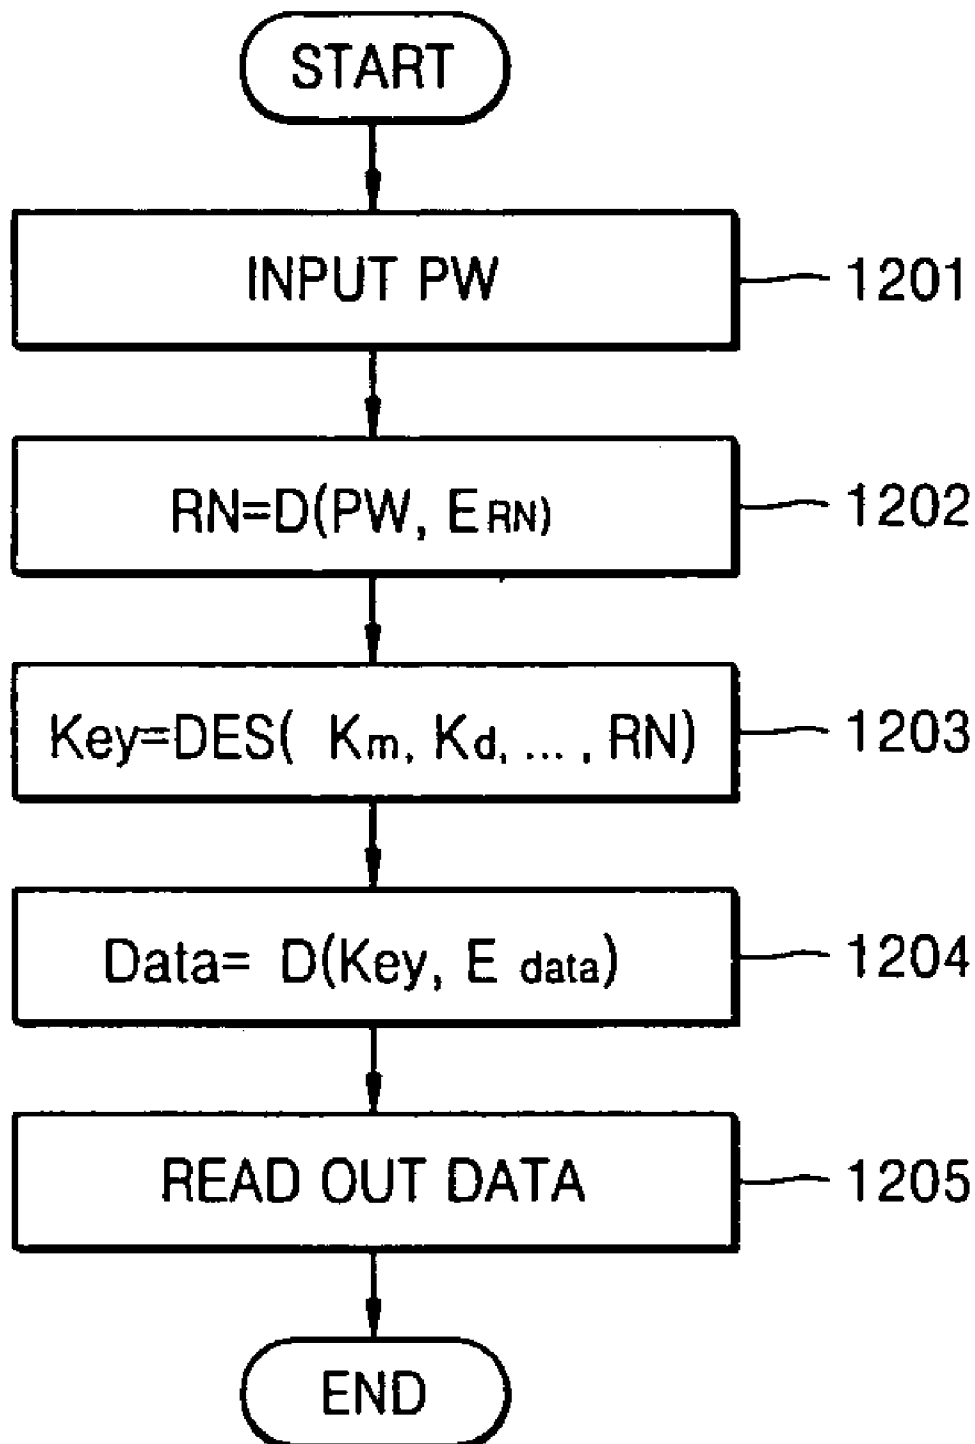 START
INPUT PW
1201
RN=D(PW, ERN)
1202
Key=DES( Km, Kd, ... , RN)
1203
Data= D(Key, E data)
1204
READ OUT DATA
1205
END